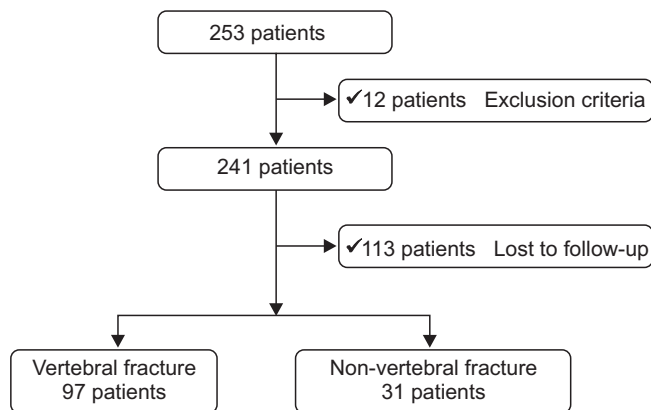 253 patients
✓12 patients Exclusion criteria
241 patients
✓113 patients Lost to follow-up
Vertebral fracture
97 patients
Non-vertebral fracture
31 patients